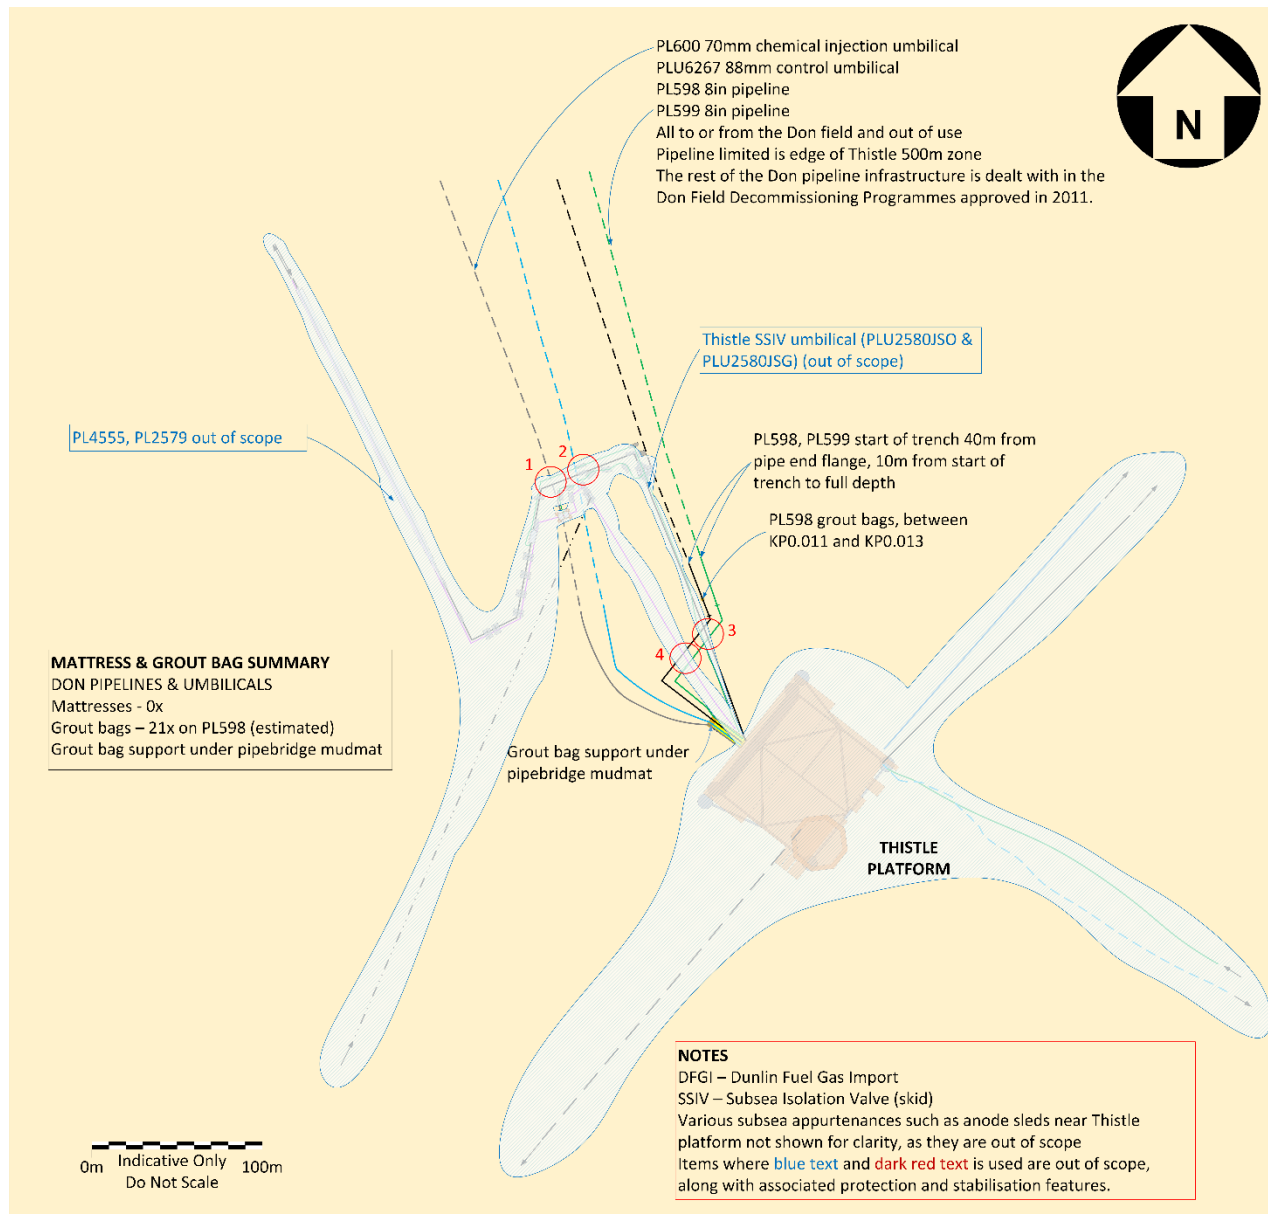 PL600 70mm chemical injection umbilical
PLU6267 88mm control umbilical
PL598 8in pipeline
PL599 8in pipeline
All to or from the Don field and out of use
Pipeline limited is edge of Thistle 500m zone
The rest of the Don pipeline infrastructure is dealt with in the
Don Field Decommissioning Programmes approved in 2011.
N
Thistle SSIV umbilical (PLU2580JSO &
PLU2580JSG) (out of scope)
PL4555, PL2579 out of scope
1
2
PL598, PL599 start of trench 40m from
pipe end flange, 10m from start of
trench to full depth
PL598 grout bags, between
KP0.011 and KP0.013
3
4
MATTRESS & GROUT BAG SUMMARY
DON PIPELINES & UMBILICALS
Mattresses - 0x
Grout bags – 21x on PL598 (estimated)
Grout bag support under pipebridge mudmat
Grout bag support under
pipebridge mudmat
THISTLE
PLATFORM
NOTES
DFGI – Dunlin Fuel Gas Import
SSIV – Subsea Isolation Valve (skid)
Various subsea appurtenances such as anode sleds near Thistle
platform not shown for clarity, as they are out of scope
Items where blue text and dark red text is used are out of scope,
along with associated protection and stabilisation features.
0m
Indicative Only
Do Not Scale
100m